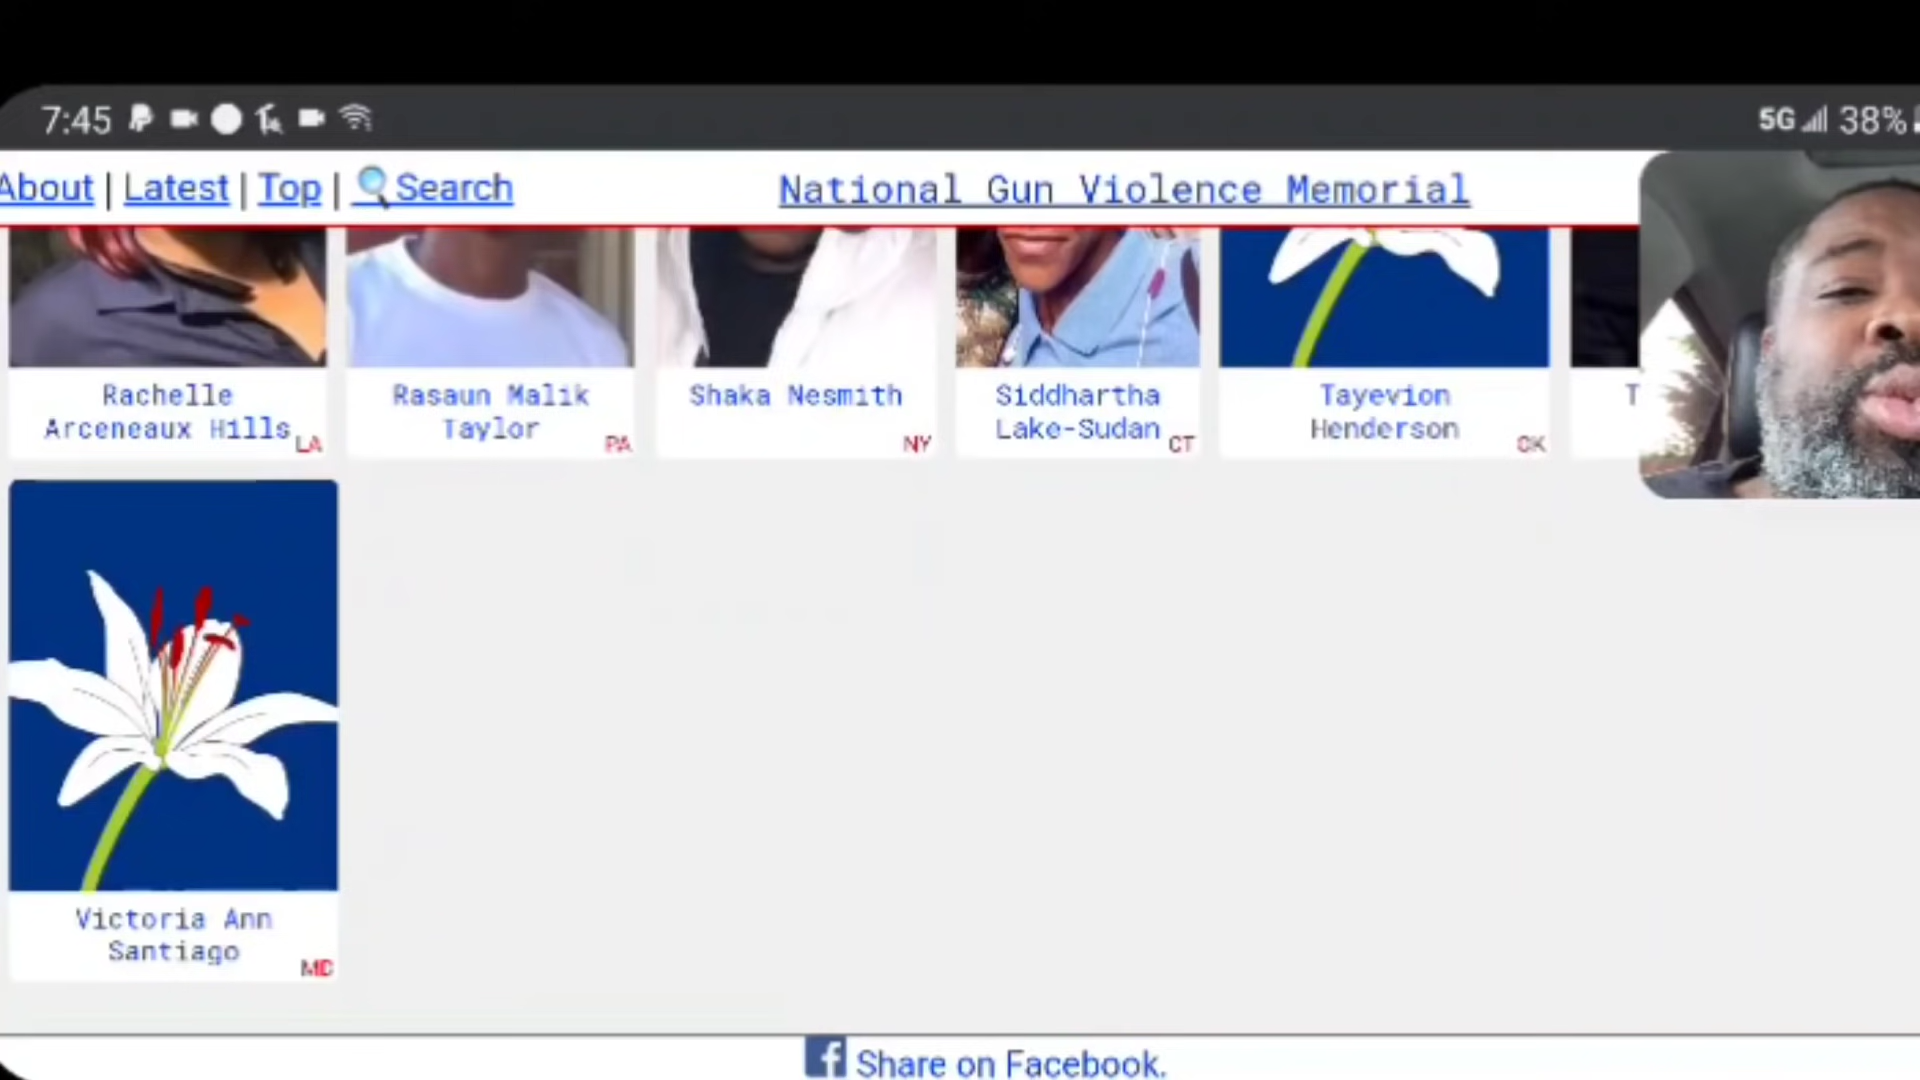 7:45 5G 38%
About | Latest | Top | Search
National Gun Violence Memorial
Rachelle
Arceneaux Hills LA
Rasaun Malik
Taylor PA
Shaka Nesmith
NY
Siddhartha
Lake-Sudan CT
Tayevion
Henderson OK
T
Victoria Ann
Santiago MD
Share on Facebook.